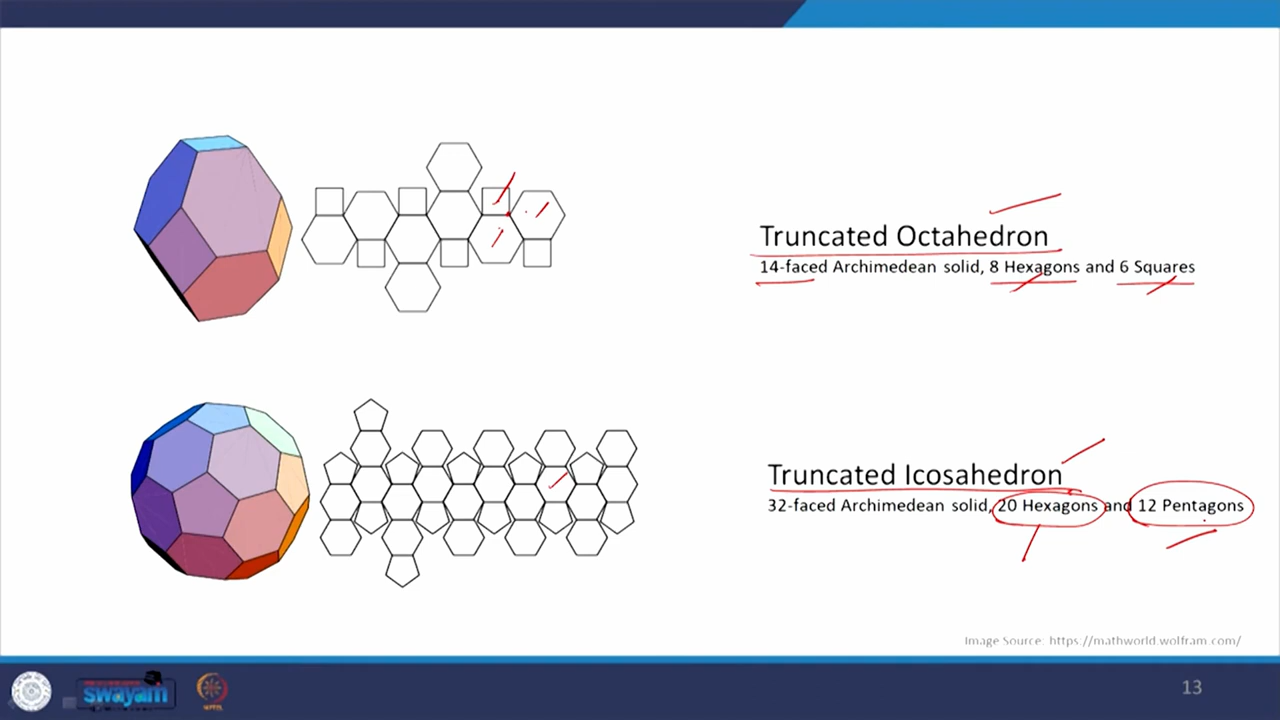 Truncated Octahedron
14-faced Archimedean solid, 8 Hexagons and 6 Squares
Truncated Icosahedron
32-faced Archimedean solid, 20 Hexagons and 12 Pentagons
Image Source: https://mathworld.wolfram.com/
swayam
13